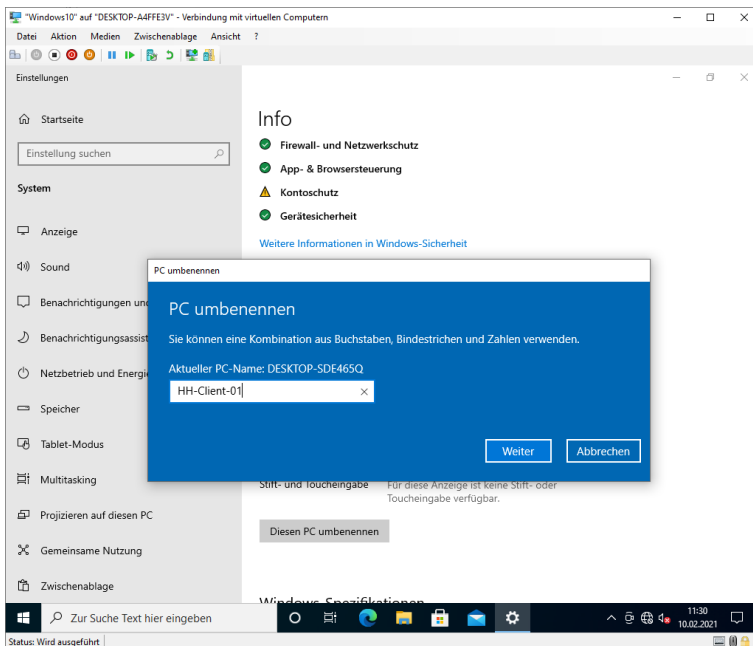 "Windows10" auf "DESKTOP-A4FFE3V" - Verbindung mit virtuellen Computern
Datei Aktion Medien Zwischenablage Ansicht ?
Einstellungen
Startseite
Einstellung suchen
System
Anzeige
Sound
Benachrichtigungen un
Benachrichtigungsassist
Netzbetrieb und Energi
Speicher
Tablet-Modus
Multitasking
Projizieren auf diesen PC
Gemeinsame Nutzung
Zwischenablage
Info
Firewall- und Netzwerkschutz
App- & Browsersteuerung
Kontoschutz
Gerätesicherheit
Weitere Informationen in Windows-Sicherheit
PC umbenennen
PC umbenennen
Sie können eine Kombination aus Buchstaben, Bindestrichen und Zahlen verwenden.
Aktueller PC-Name: DESKTOP-SDE465Q
HH-Client-01
Weiter Abbrechen
Stift- und Toucheingabe Für diese Anzeige ist keine Stift- oder
Toucheingabe verfügbar.
Diesen PC umbenennen
Windows-Spezifikationen
Zur Suche Text hier eingeben
11:30
10.02.2021
Status: Wird ausgeführt